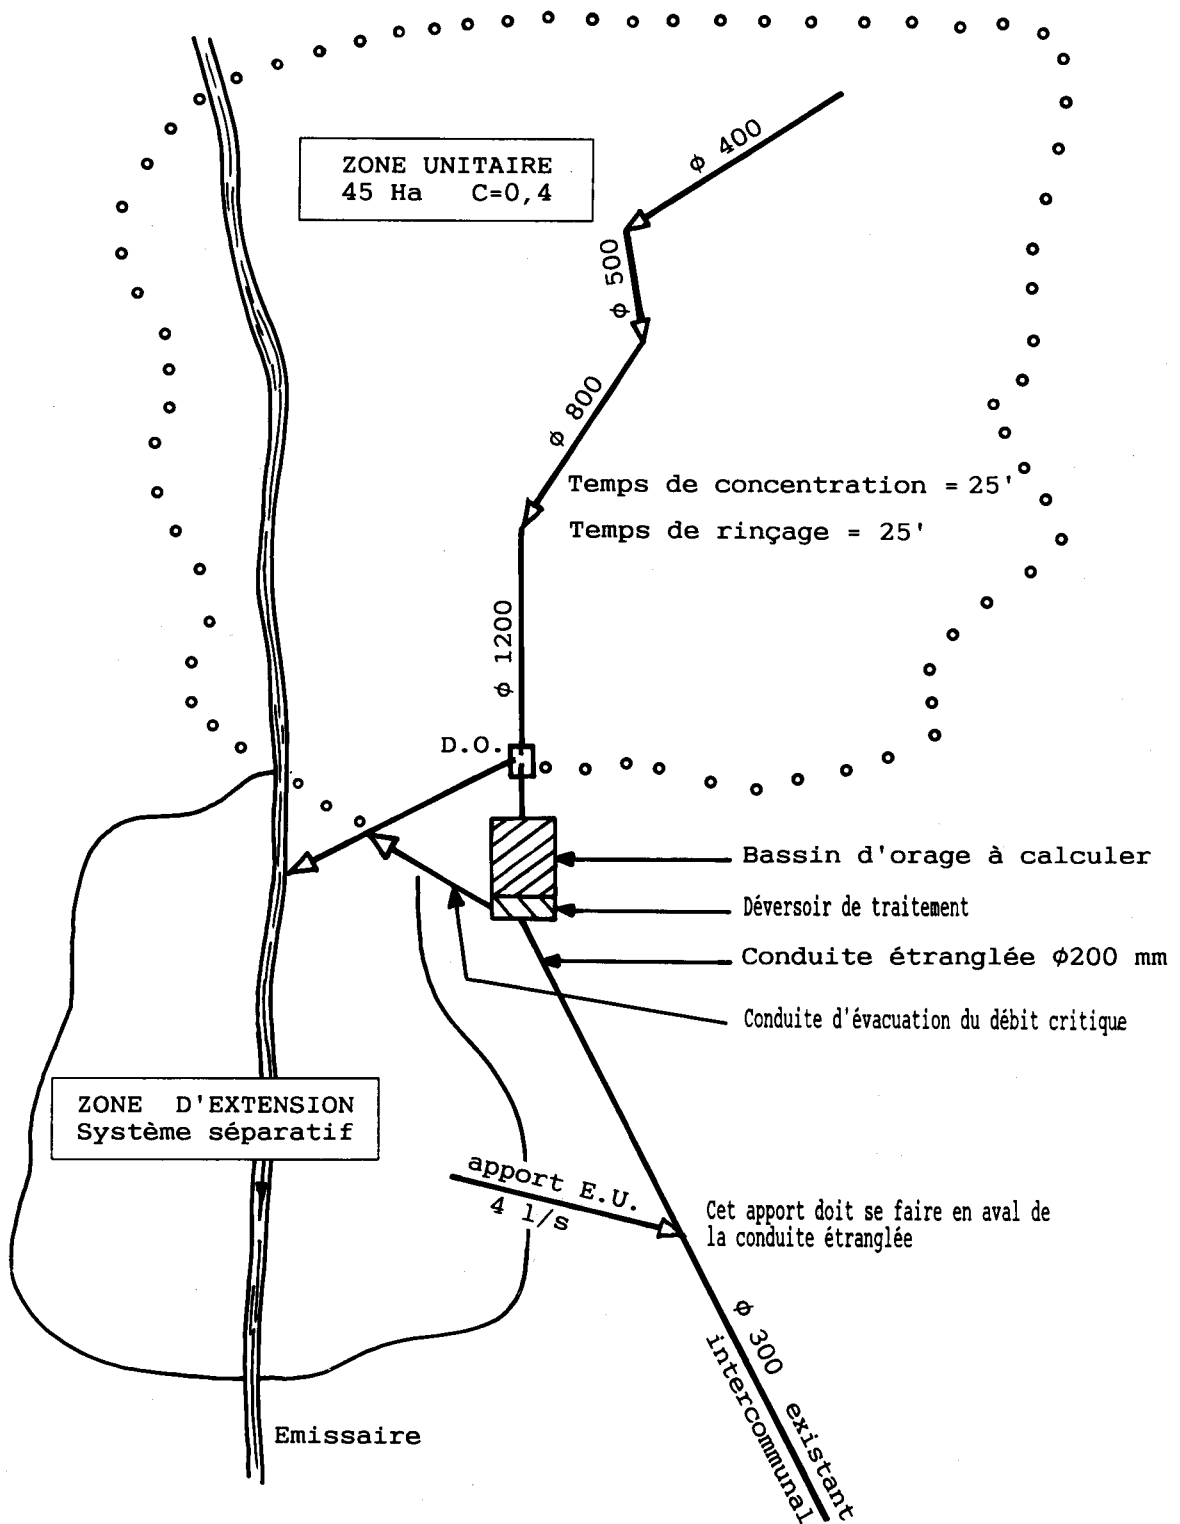 ZONE UNITAIRE
45 Ha C=0,4
ϕ 400
ϕ 500
ϕ 800
Temps de concentration = 25'
Temps de rinçage = 25'
ϕ 1200
D.O.
Bassin d'orage à calculer
Déversoir de traitement
Conduite étranglée ϕ200 mm
Conduite d'évacuation du débit critique
ZONE D'EXTENSION
Système séparatif
apport E.U.
4 l/s
Cet apport doit se faire en aval de
la conduite étranglée
ϕ 300 existant
intercommunal
Emissaire